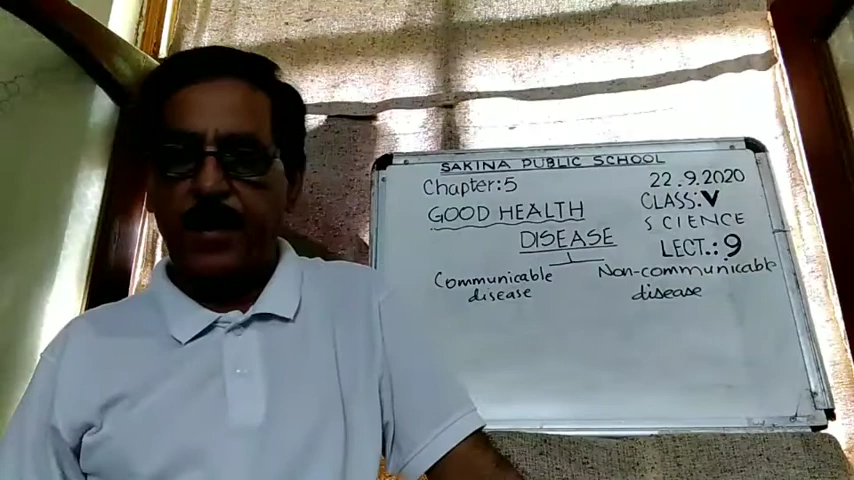 SAKINA PUBLIC SCHOOL
Chapter:5 22.9.2020
CLASS:V
GOOD HEALTH SCIENCE
DISEASE LECT.:9
Communicable Non-communicable
disease disease